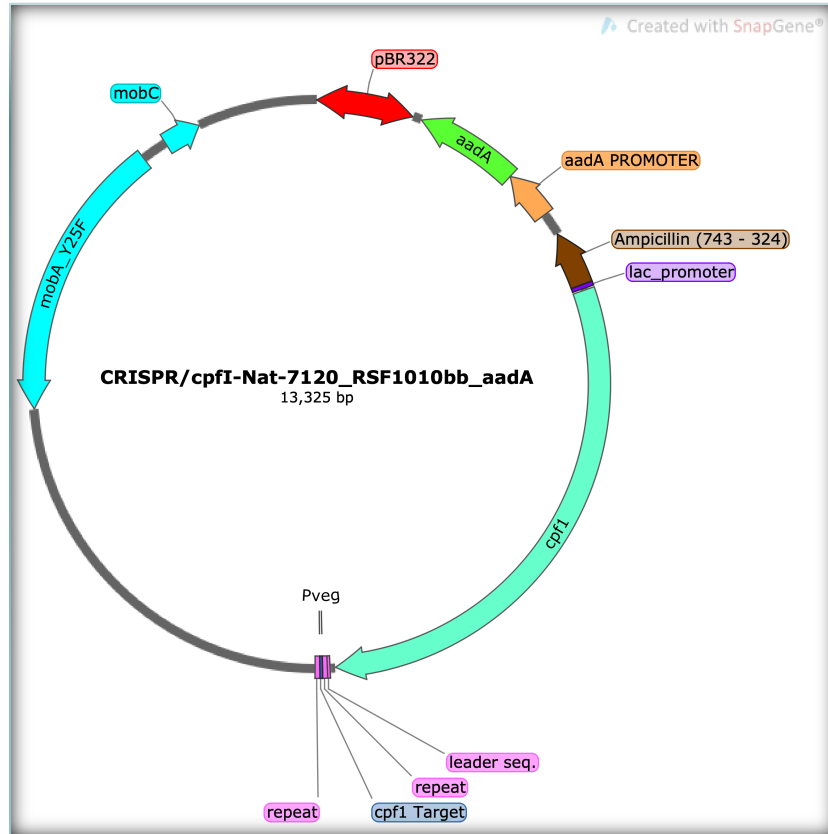 Created with SnapGene®
pBR322
mobC
aadA
aadA PROMOTER
Ampicillin (743 - 324)
lac_promoter
mobA_Y25F
CRISPR/cpfI-Nat-7120_RSF1010bb_aadA
13,325 bp
cpf1
Pveg
leader seq.
repeat
repeat
cpf1 Target